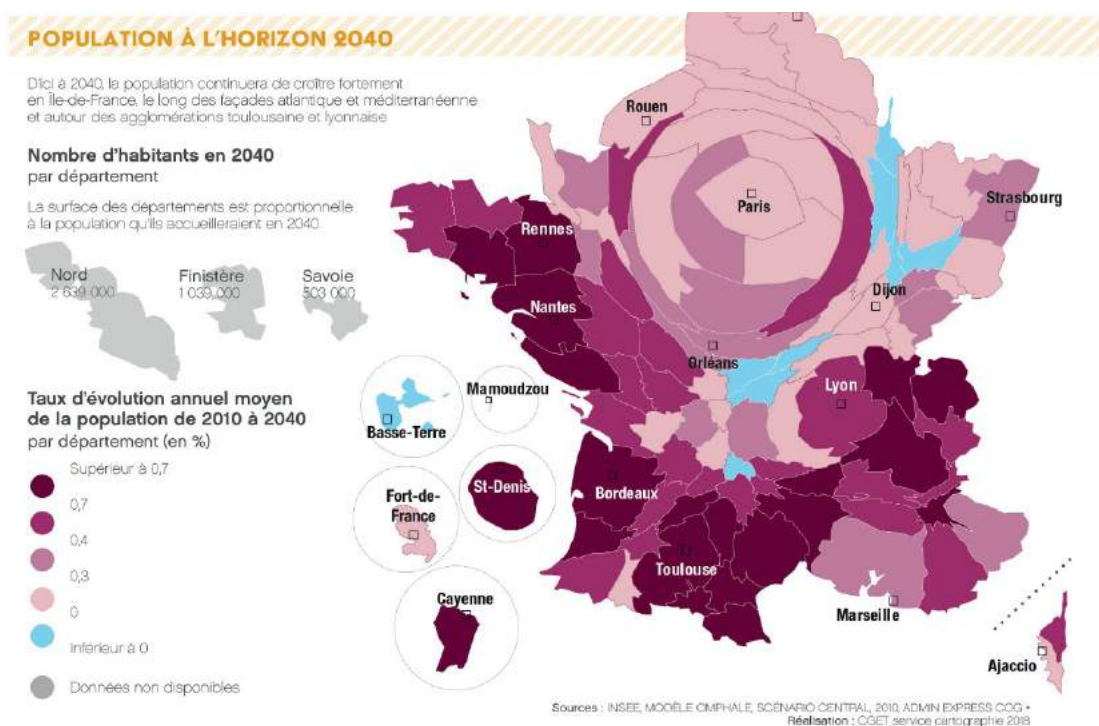 POPULATION À L'HORIZON 2040
D'ici à 2040, la population continuera de croître fortement
en Île-de-France, le long des façades atlantique et méditerranéenne
et autour des agglomérations toulousaine et lyonnaise
Nombre d'habitants en 2040
par département
La surface des départements est proportionnelle
à la population qu'ils accueilleraient en 2040.
Nord
2 639 000
Finistère
1 039 000
Savoie
503 000
Taux d'évolution annuel moyen
de la population de 2010 à 2040
par département (en %)
Supérieur à 0,7
0,7
0,4
0,3
0
Inférieur à 0
Données non disponibles
Rouen
Paris
Strasbourg
Rennes
Nantes
Dijon
Orléans
Lyon
Mamoudzou
Basse-Terre
St-Denis
Bordeaux
Fort-de-
France
Toulouse
Cayenne
Marseille
Ajaccio
Sources : INSEE, MODÈLE OMPHALE, SCÉNARIO CENTRAL, 2010, ADMIN EXPRESS COG •
Réalisation : CGET service cartographie 2018